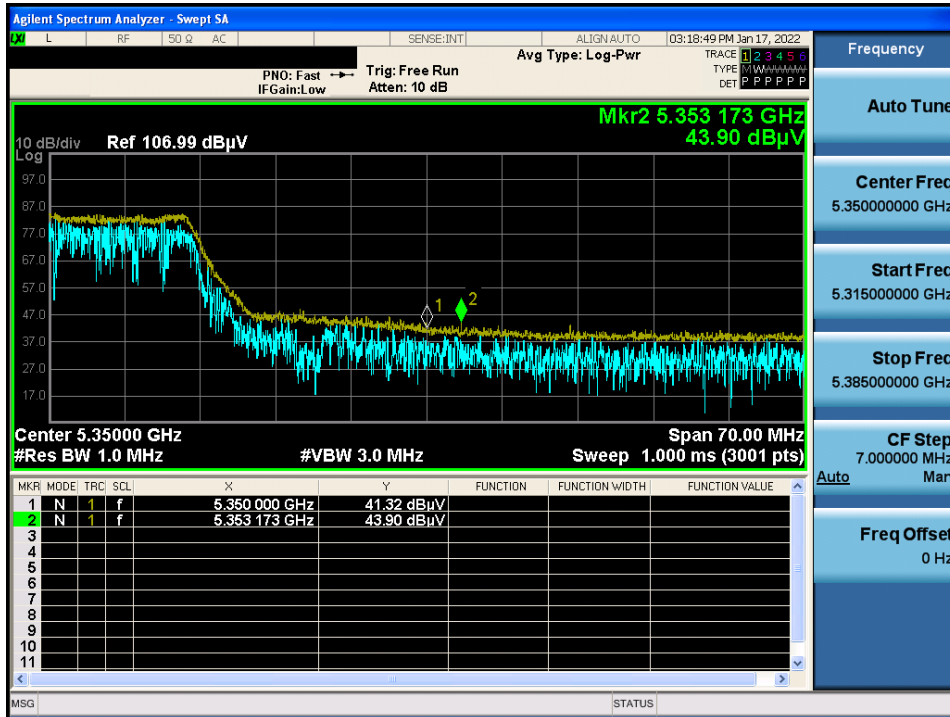 Agilent Spectrum Analyzer - Swept SA
LXI L RF 50 Ω AC SENSE:INT ALIGN AUTO 03:18:49 PM Jan 17, 2022
Frequency
PNO: Fast
IFGain:Low
Trig: Free Run
Atten: 10 dB
Avg Type: Log-Pwr
TRACE 1 2 3 4 5 6
TYPE M
DET P P P P P P
Auto Tune
Mkr2 5.353 173 GHz
43.90 dBµV
10 dB/div
Log
Ref 106.99 dBµV
97.0
87.0
77.0
67.0
57.0
47.0
37.0
27.0
17.0
1
2
Center 5.35000 GHz
#Res BW 1.0 MHz
#VBW 3.0 MHz
Span 70.00 MHz
Sweep 1.000 ms (3001 pts)
Center Freq
5.350000000 GHz
Start Freq
5.315000000 GHz
Stop Freq
5.385000000 GHz
CF Step
7.000000 MHz
Auto Man
Freq Offset
0 Hz
MKR MODE TRC SCL X Y FUNCTION FUNCTION WIDTH FUNCTION VALUE
1 N 1 f 5.350 000 GHz 41.32 dBµV
2 N 1 f 5.353 173 GHz 43.90 dBµV
3
4
5
6
7
8
9
10
11
MSG STATUS